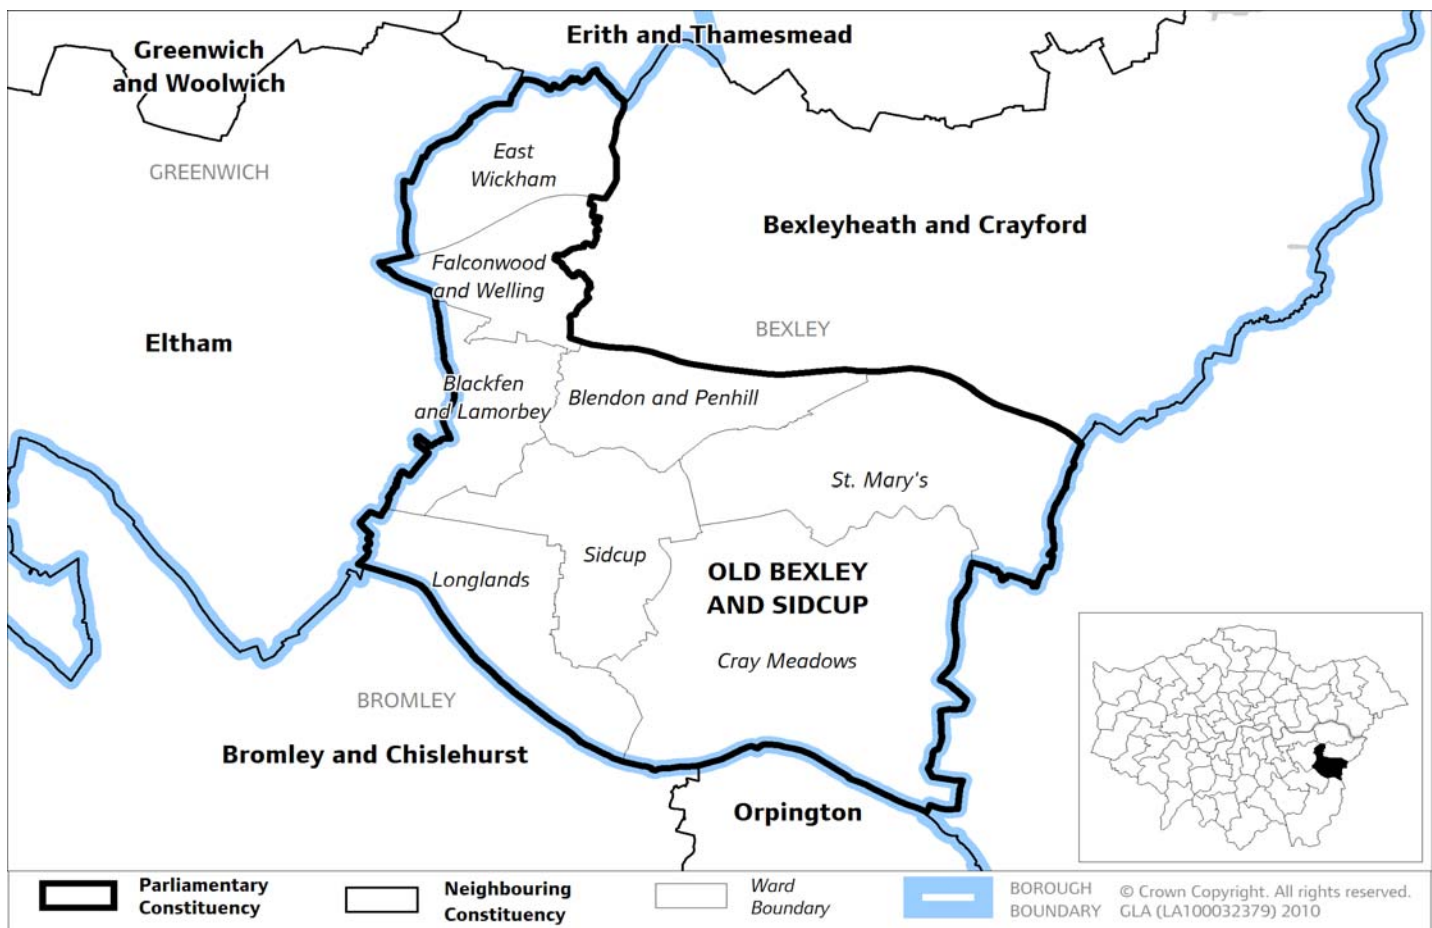 Erith and Thamesmead
Greenwich
and Woolwich
East
Wickham
GREENWICH
Bexleyheath and Crayford
Falconwood
and Welling
BEXLEY
Eltham
Blackfen
and Lamorbey
Blendon and Penhill
St. Mary's
Sidcup
Longlands
OLD BEXLEY
AND SIDCUP
Cray Meadows
BROMLEY
Bromley and Chislehurst
Orpington
Parliamentary
Constituency
Neighbouring
Constituency
Ward
Boundary
BOROUGH
BOUNDARY
© Crown Copyright. All rights reserved.
GLA (LA100032379) 2010